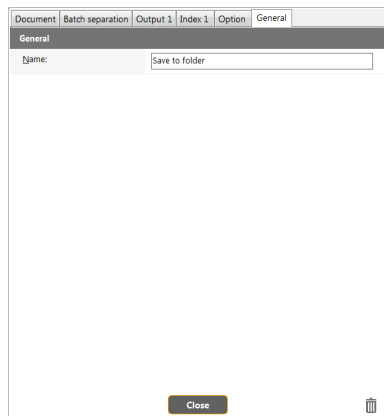 Document Batch separation Output 1 Index 1 Option General
General
Name: Save to folder
Close